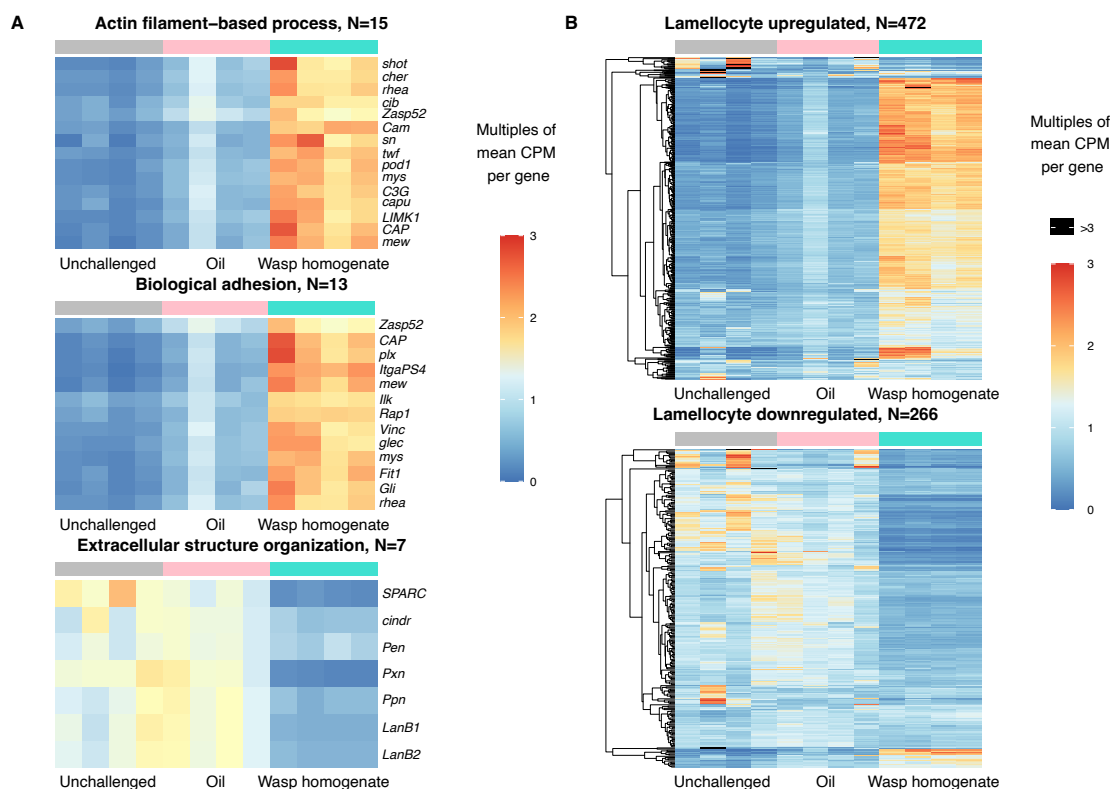 A
Actin filament−based process, N=15
shot
cher
rhea
cib
Zasp52
Cam
sn
twf
pod1
mys
C3G
capu
LIMK1
CAP
mew
Unchallenged Oil Wasp homogenate
Biological adhesion, N=13
Zasp52
CAP
plx
ItgaPS4
mew
Ilk
Rap1
Vinc
glec
mys
Fit1
Gli
rhea
Unchallenged Oil Wasp homogenate
Extracellular structure organization, N=7
SPARC
cindr
Pen
Pxn
Ppn
LanB1
LanB2
Unchallenged Oil Wasp homogenate
Multiples of
mean CPM
per gene
3
2
1
0
B
Lamellocyte upregulated, N=472
Unchallenged Oil Wasp homogenate
Lamellocyte downregulated, N=266
Unchallenged Oil Wasp homogenate
Multiples of
mean CPM
per gene
>3
3
2
1
0